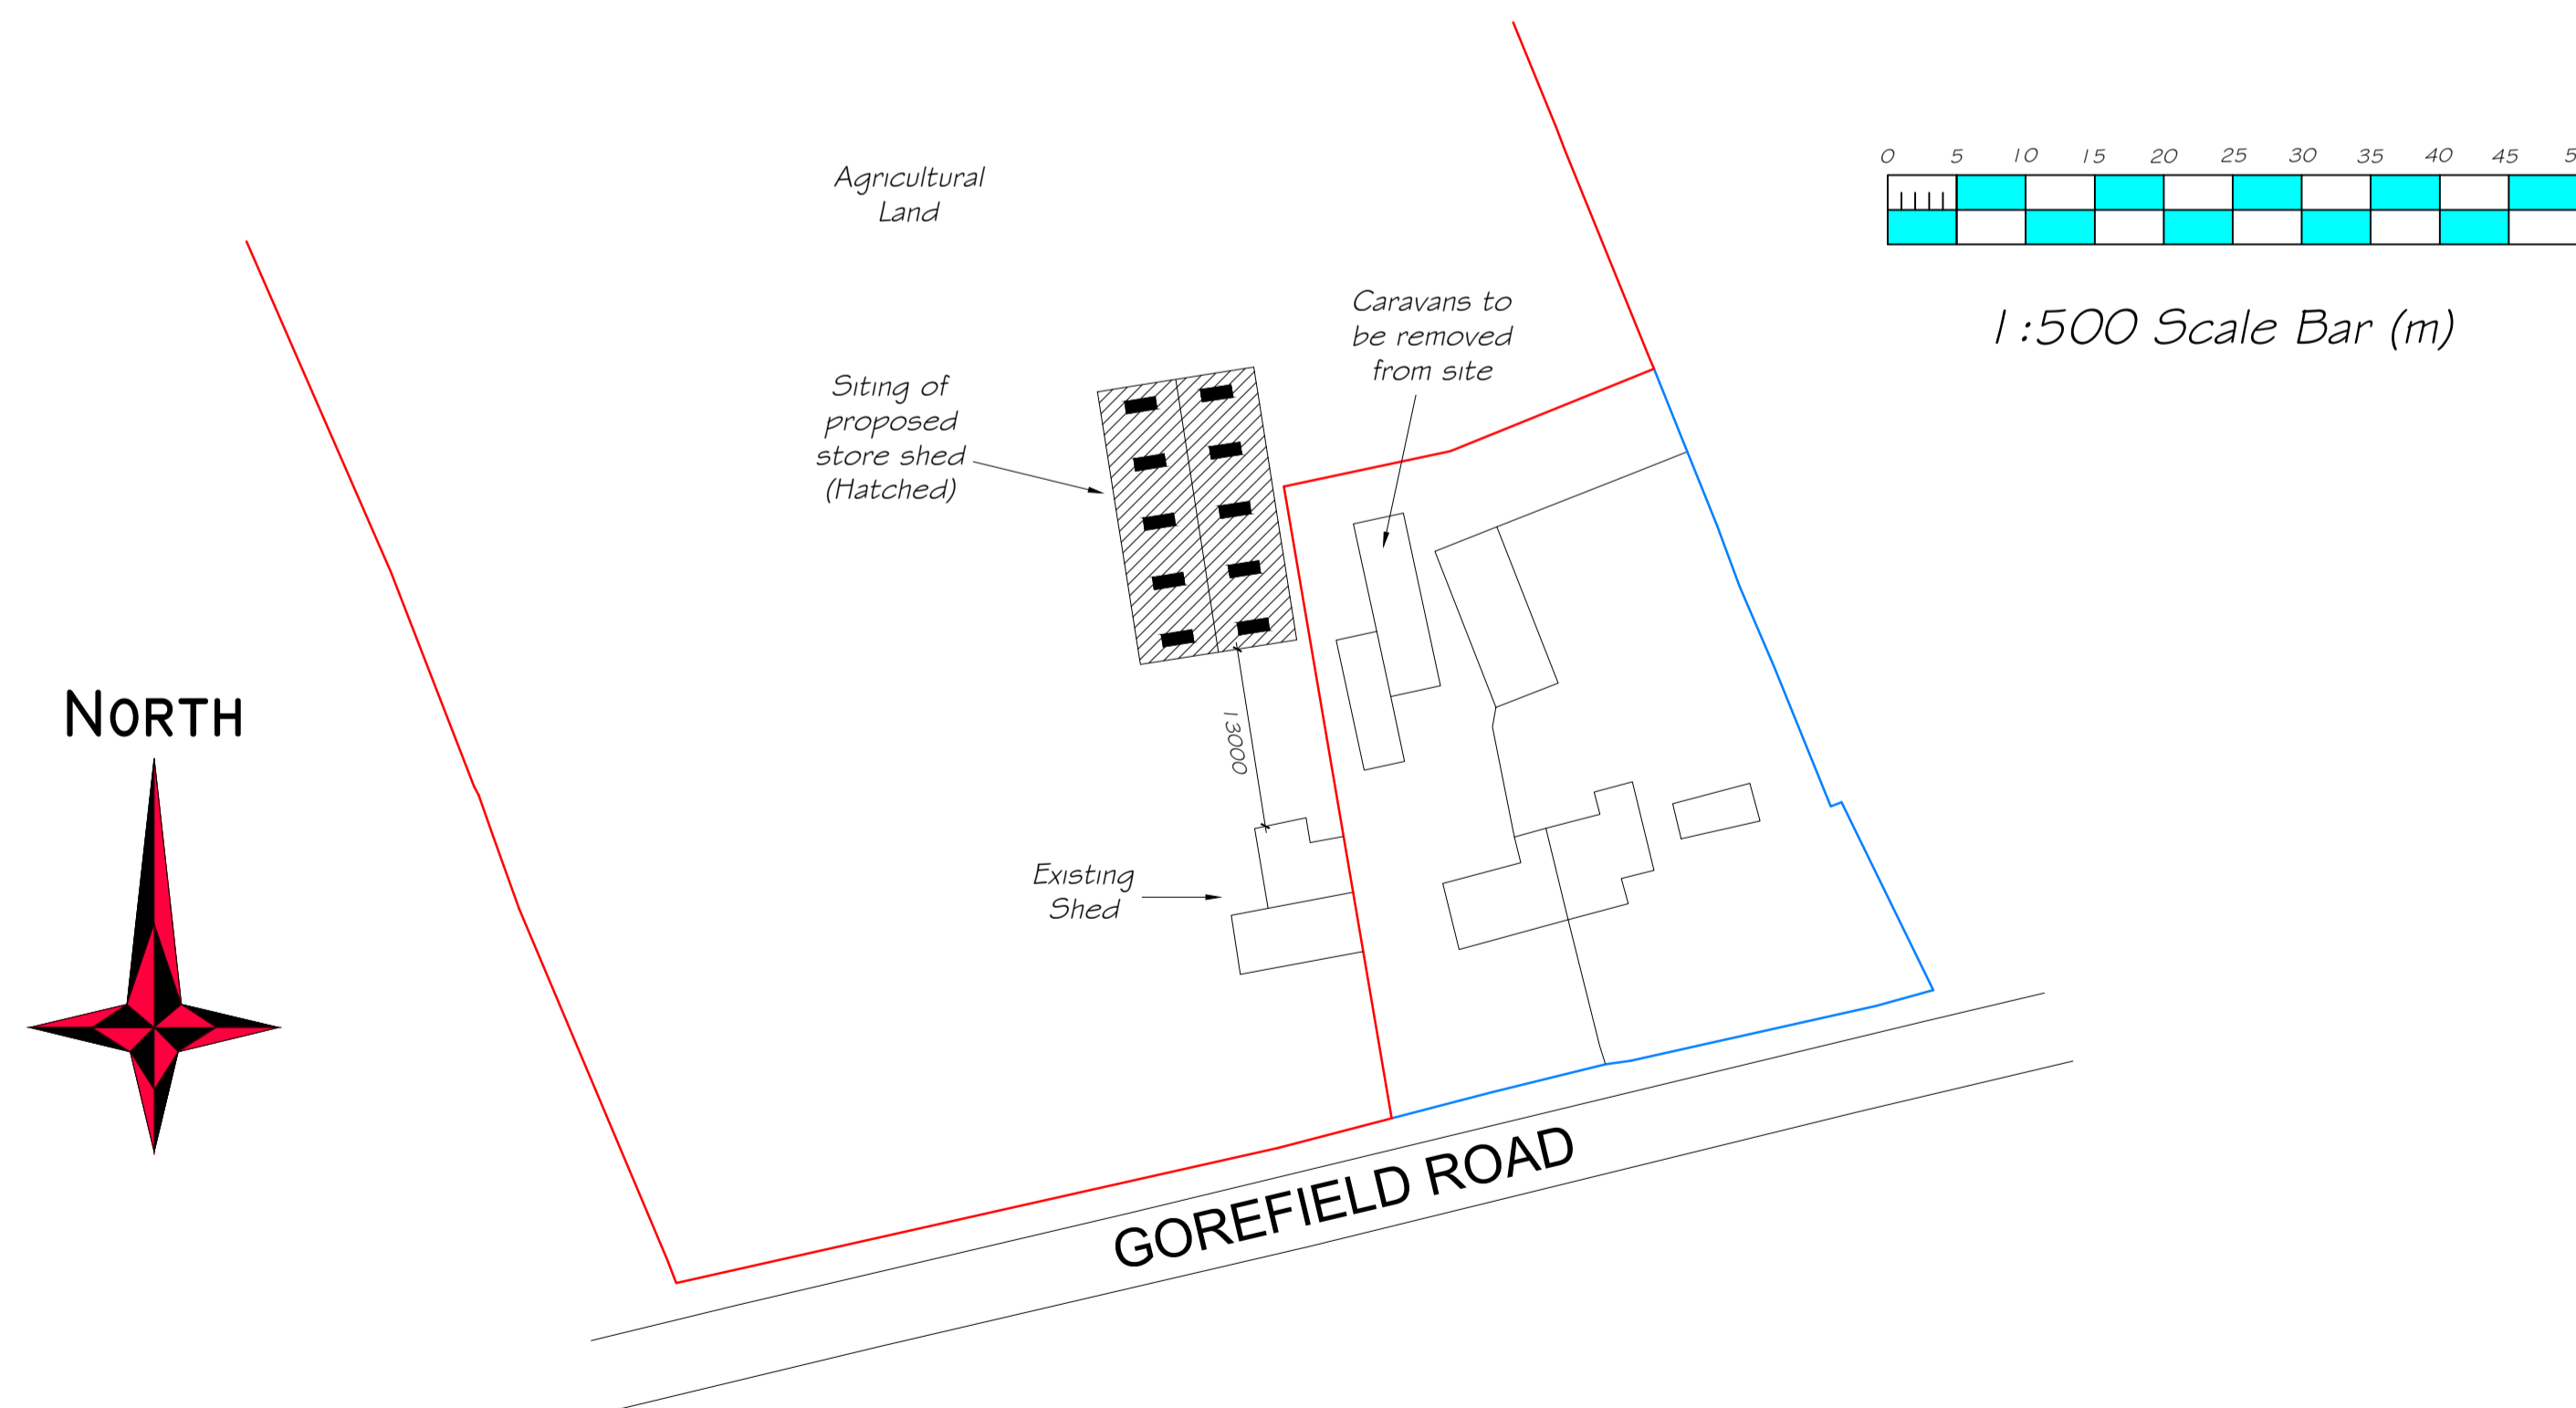 Agricultural
Land
0 5 10 15 20 25 30 35 40 45
1:500 Scale Bar (m)
Caravans to
be removed
from site
Siting of
proposed
store shed
(Hatched)
NORTH
13000
Existing
Shed
GOREFIELD ROAD